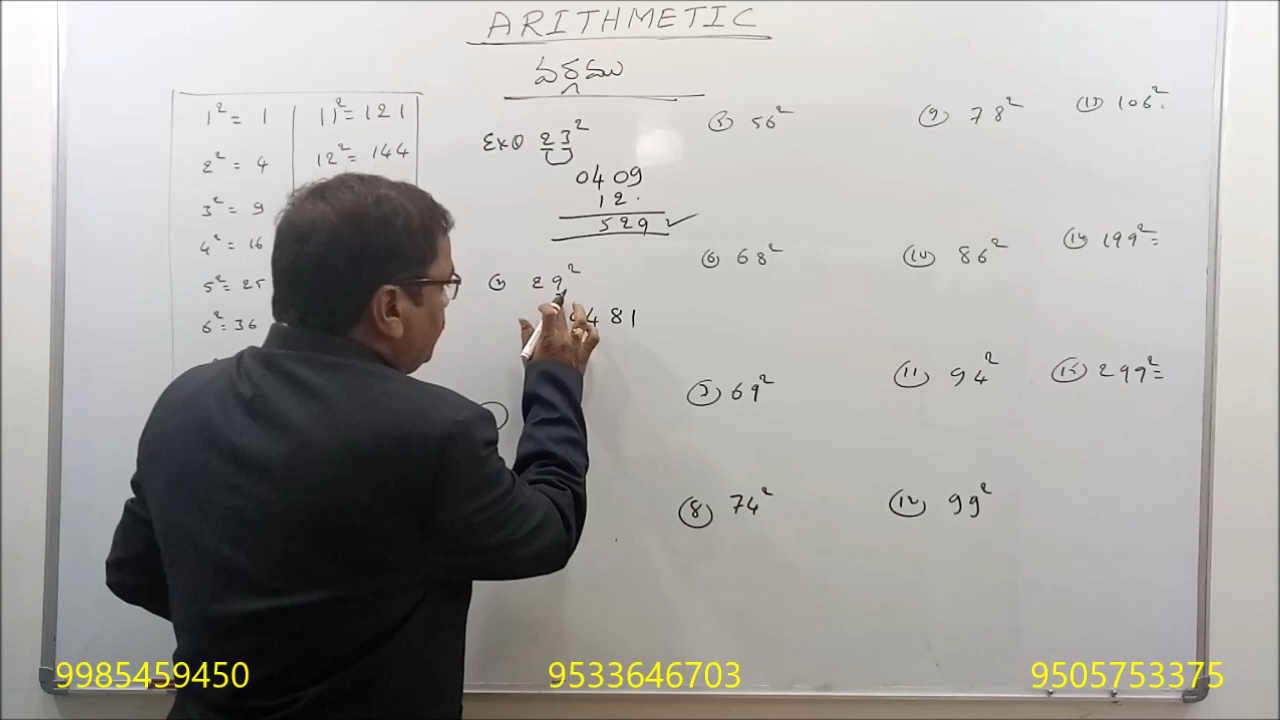 ARITHMETIC
వర్గము
1² = 1
11² = 121
2² = 4
12² = 144
3² = 9
4² = 16
5² = 25
6² = 36
Ex① 23²
0409
12.
529 ✓
29²
481
⑤ 56²
⑥ 68²
⑦ 69²
⑧ 74²
⑨ 78²
⑩ 86²
⑪ 94²
⑫ 99²
⑬ 106²
⑭ 199² =
⑮ 299² =
9985459450
9533646703
9505753375